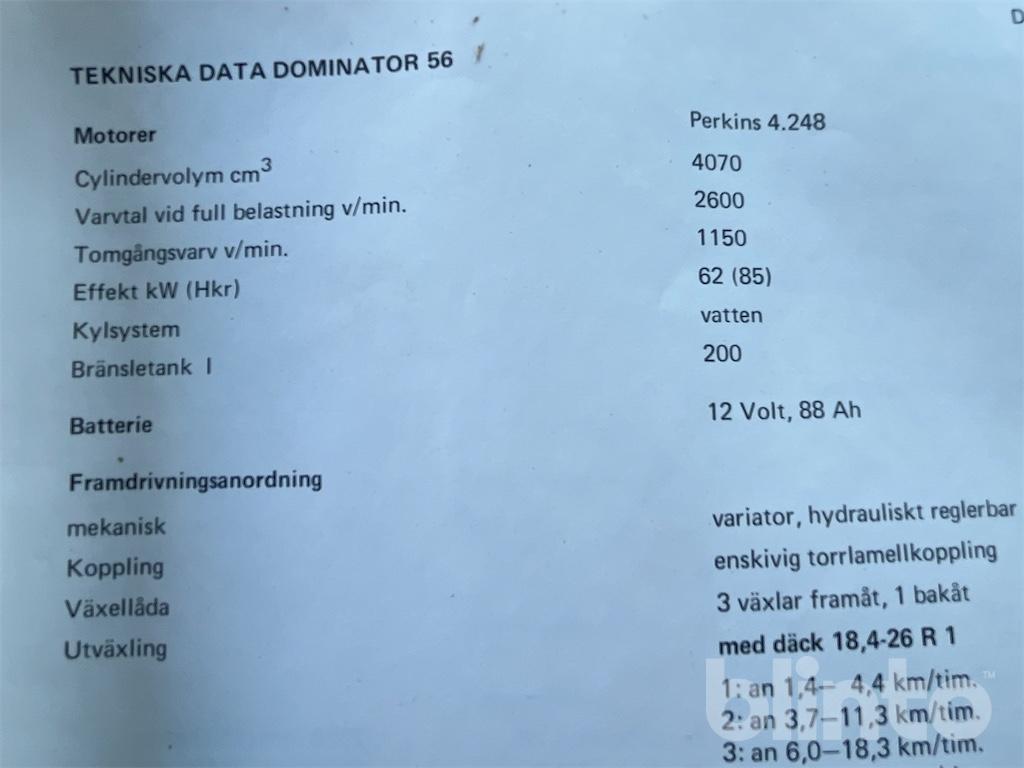 D
TEKNISKA DATA DOMINATOR 56
Motorer Perkins 4.248
Cylindervolym cm³ 4070
Varvtal vid full belastning v/min. 2600
Tomgångsvarv v/min. 1150
Effekt kW (Hkr) 62 (85)
Kylsystem vatten
Bränsletank l 200
Batterie 12 Volt, 88 Ah
Framdrivningsanordning
mekanisk variator, hydrauliskt reglerbar
Koppling enskivig torrlamellkoppling
Växellåda 3 växlar framåt, 1 bakåt
Utväxling med däck 18,4-26 R 1
1: an 1,4– 4,4 km/tim.
2: an 3,7–11,3 km/tim.
3: an 6,0–18,3 km/tim.
blinto™